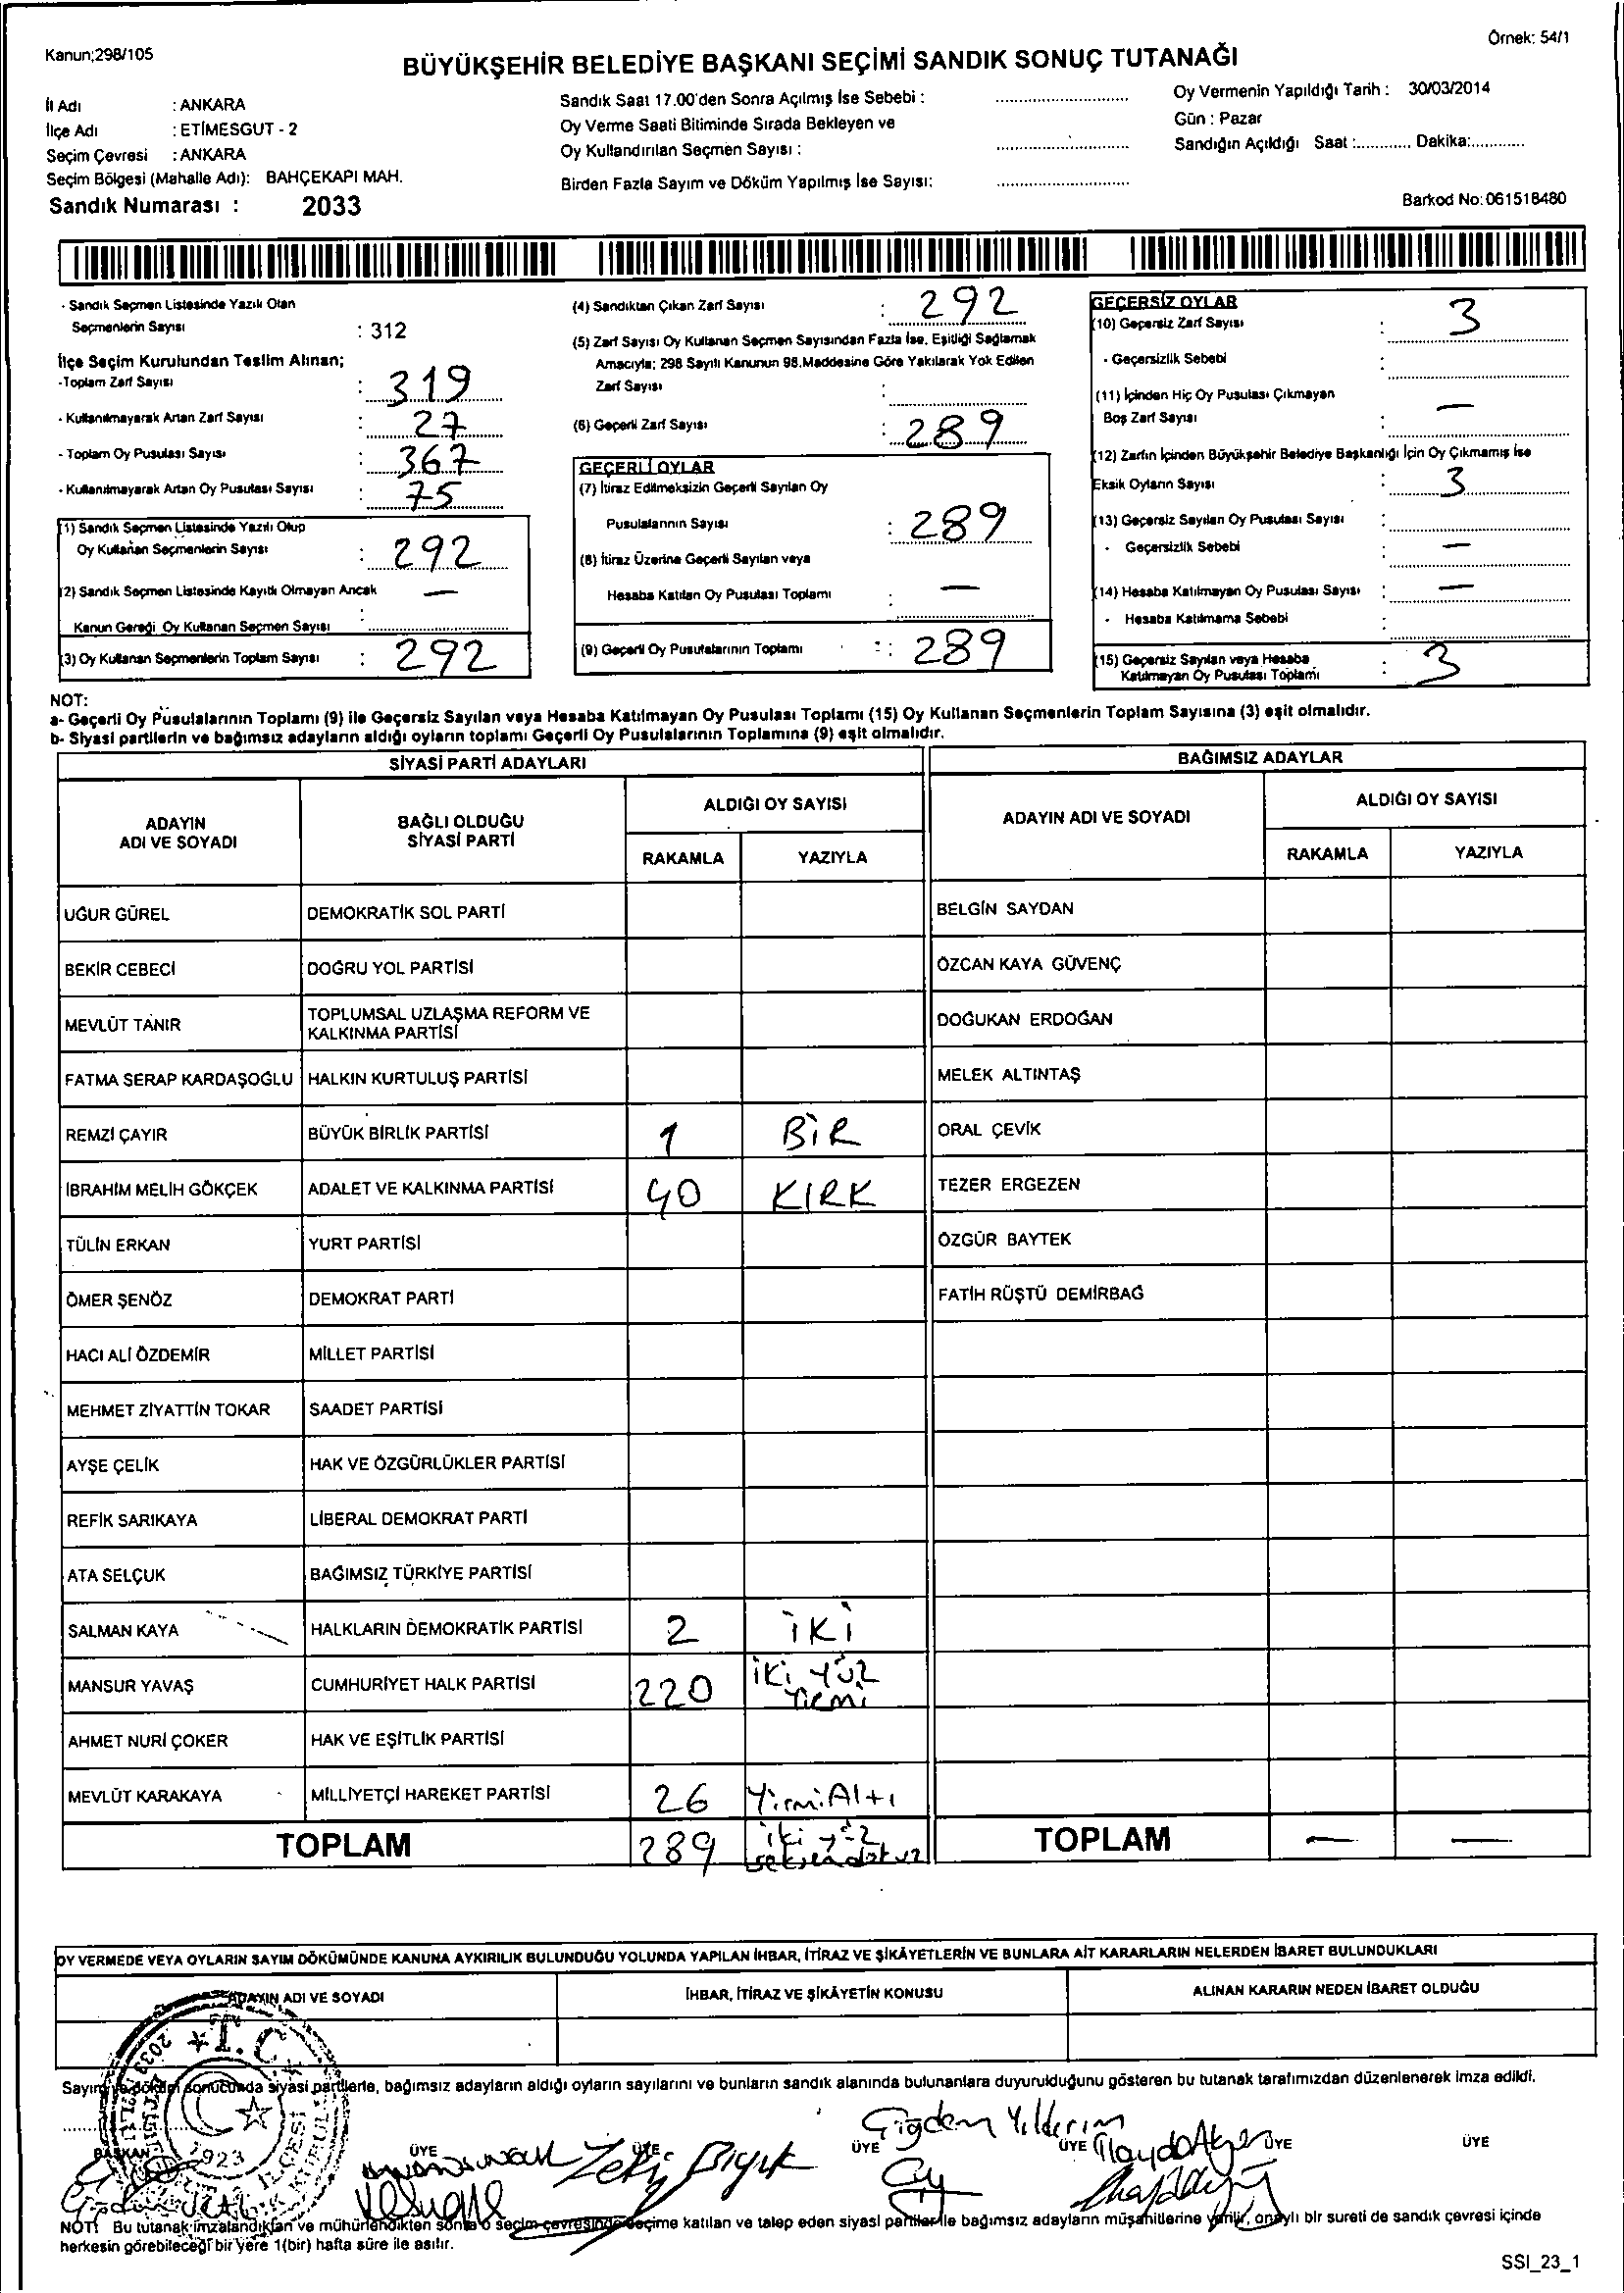 Kanun;298/105
Örnek: 54/1
BÜYÜKŞEHİR BELEDİYE BAŞKANI SEÇİMİ SANDIK SONUÇ TUTANAĞI
İl Adı : ANKARA
İlçe Adı : ETİMESGUT - 2
Seçim Çevresi : ANKARA
Seçim Bölgesi (Mahalle Adı): BAHÇEKAPI MAH.
Sandık Numarası : 2033
Sandık Saat 17.00'den Sonra Açılmış İse Sebebi :
Oy Verme Saati Bitiminde Sırada Bekleyen ve
Oy Kullandırılan Seçmen Sayısı :
Birden Fazla Sayım ve Döküm Yapılmış İse Sayısı:
Oy Vermenin Yapıldığı Tarih : 30/03/2014
Gün : Pazar
Sandığın Açıldığı Saat :............ Dakika:............
Barkod No:061518480
- Sandık Seçmen Listesinde Yazılı Olan
Seçmenlerin Sayısı : 312
İlçe Seçim Kurulundan Teslim Alınan;
-Toplam Zarf Sayısı : 319
- Kullanılmayarak Artan Zarf Sayısı : 27
- Toplam Oy Pusulası Sayısı : 367
- Kullanılmayarak Artan Oy Pusulası Sayısı : 75
(1) Sandık Seçmen Listesinde Yazılı Olup
Oy Kullanan Seçmenlerin Sayısı : 292
(2) Sandık Seçmen Listesinde Kayıtlı Olmayan Ancak —
Kanun Gereği Oy Kullanan Seçmen Sayısı :
(3) Oy Kullanan Seçmenlerin Toplam Sayısı : 292
(4) Sandıktan Çıkan Zarf Sayısı : 292
(5) Zarf Sayısı Oy Kullanan Seçmen Sayısından Fazla İse, Eşitliği Sağlamak
Amacıyla; 298 Sayılı Kanunun 98.Maddesine Göre Yakılarak Yok Edilen
Zarf Sayısı :
(6) Geçerli Zarf Sayısı : 289
GEÇERLİ OYLAR
(7) İtiraz Edilmeksizin Geçerli Sayılan Oy
Pusulalarının Sayısı : 289
(8) İtiraz Üzerine Geçerli Sayılan veya
Hesaba Katılan Oy Pusulası Toplamı : —
(9) Geçerli Oy Pusulalarının Toplamı : 289
GEÇERSİZ OYLAR
(10) Geçersiz Zarf Sayısı : 3
- Geçersizlik Sebebi :
(11) İçinden Hiç Oy Pusulası Çıkmayan
Boş Zarf Sayısı : —
(12) Zarfın İçinden Büyükşehir Belediye Başkanlığı İçin Oy Çıkmamış İse
Eksik Oyların Sayısı : 3
(13) Geçersiz Sayılan Oy Pusulası Sayısı :
- Geçersizlik Sebebi : —
(14) Hesaba Katılmayan Oy Pusulası Sayısı : —
- Hesaba Katılmama Sebebi :
(15) Geçersiz Sayılan veya Hesaba
Katılmayan Oy Pusulası Toplamı : 3
NOT:
a- Geçerli Oy Pusulalarının Toplamı (9) ile Geçersiz Sayılan veya Hesaba Katılmayan Oy Pusulası Toplamı (15) Oy Kullanan Seçmenlerin Toplam Sayısına (3) eşit olmalıdır.
b- Siyasi partilerin ve bağımsız adayların aldığı oyların toplamı Geçerli Oy Pusulalarının Toplamına (9) eşit olmalıdır.
SİYASİ PARTİ ADAYLARI
BAĞIMSIZ ADAYLAR
ADAYIN
ADI VE SOYADI
BAĞLI OLDUĞU
SİYASİ PARTİ
ALDIĞI OY SAYISI
RAKAMLA YAZIYLA
ADAYIN ADI VE SOYADI
ALDIĞI OY SAYISI
RAKAMLA YAZIYLA
UĞUR GÜREL DEMOKRATİK SOL PARTİ BELGİN SAYDAN
BEKİR CEBECİ DOĞRU YOL PARTİSİ ÖZCAN KAYA GÜVENÇ
MEVLÜT TANIR TOPLUMSAL UZLAŞMA REFORM VE
KALKINMA PARTİSİ DOĞUKAN ERDOĞAN
FATMA SERAP KARDAŞOĞLU HALKIN KURTULUŞ PARTİSİ MELEK ALTINTAŞ
REMZİ ÇAYIR BÜYÜK BİRLİK PARTİSİ 1 BİR ORAL ÇEVİK
İBRAHİM MELİH GÖKÇEK ADALET VE KALKINMA PARTİSİ 40 KIRK TEZER ERGEZEN
TÜLİN ERKAN YURT PARTİSİ ÖZGÜR BAYTEK
ÖMER ŞENÖZ DEMOKRAT PARTİ FATİH RÜŞTÜ DEMİRBAĞ
HACI ALİ ÖZDEMİR MİLLET PARTİSİ
MEHMET ZİYATTİN TOKAR SAADET PARTİSİ
AYŞE ÇELİK HAK VE ÖZGÜRLÜKLER PARTİSİ
REFİK SARIKAYA LİBERAL DEMOKRAT PARTİ
ATA SELÇUK BAĞIMSIZ TÜRKİYE PARTİSİ
SALMAN KAYA HALKLARIN DEMOKRATİK PARTİSİ 2 İKİ
MANSUR YAVAŞ CUMHURİYET HALK PARTİSİ 220 İKİ YÜZ
YİRMİ
AHMET NURİ ÇOKER HAK VE EŞİTLİK PARTİSİ
MEVLÜT KARAKAYA MİLLİYETÇİ HAREKET PARTİSİ 26 YirmiAltı
TOPLAM 289 iki yüz
seksendokuz TOPLAM — —
OY VERMEDE VEYA OYLARIN SAYIM DÖKÜMÜNDE KANUNA AYKIRILIK BULUNDUĞU YOLUNDA YAPILAN İHBAR, İTİRAZ VE ŞİKÂYETLERİN VE BUNLARA AİT KARARLARIN NELERDEN İBARET BULUNDUKLARI
ADAYIN ADI VE SOYADI İHBAR, İTİRAZ VE ŞİKÂYETİN KONUSU ALINAN KARARIN NEDEN İBARET OLDUĞU
T.C
2033
1923
Sayım ve döküm sonucunda siyasi partilerle, bağımsız adayların aldığı oyların sayılarını ve bunların sandık alanında bulunanlara duyurulduğunu gösteren bu tutanak tarafımızdan düzenlenerek imza edildi.
Çiğdem Yıldırım
BAŞKAN ÜYE ÜYE ÜYE ÜYE ÜYE ÜYE
Zeki Bıyık
NOT: Bu tutanak imzalandıktan ve mühürlendikten sonra o seçim çevresinde seçime katılan ve talep eden siyasi partiler ile bağımsız adayların müşahitlerine verilir, onaylı bir sureti de sandık çevresi içinde
herkesin görebileceği bir yere 1(bir) hafta süre ile asılır.
SSI_23_1